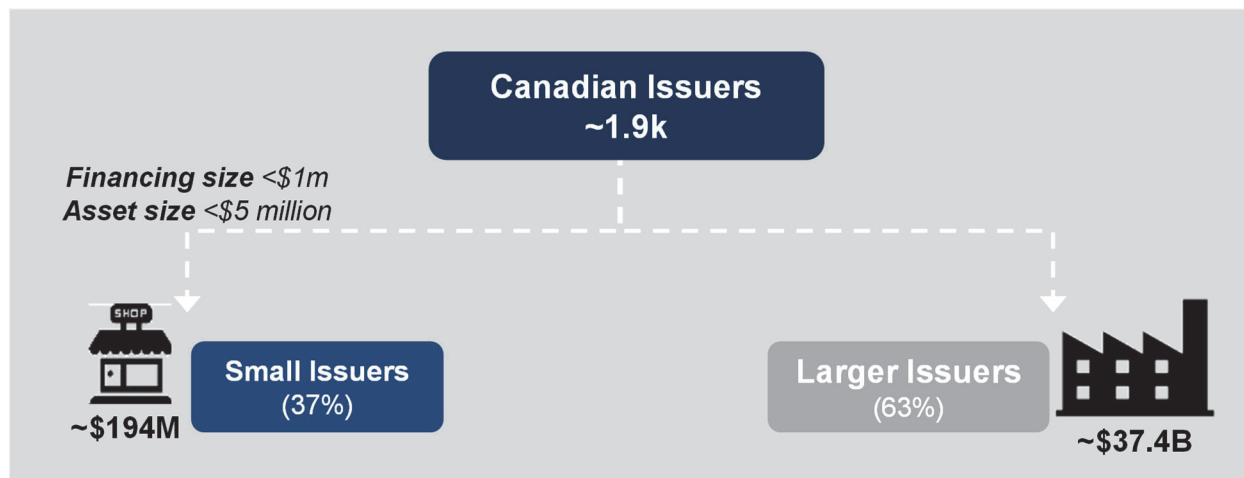 Canadian Issuers
~1.9k
Financing size <$1m
Asset size <$5 million
SHOP
Small Issuers
(37%)
~$194M
Larger Issuers
(63%)
~$37.4B